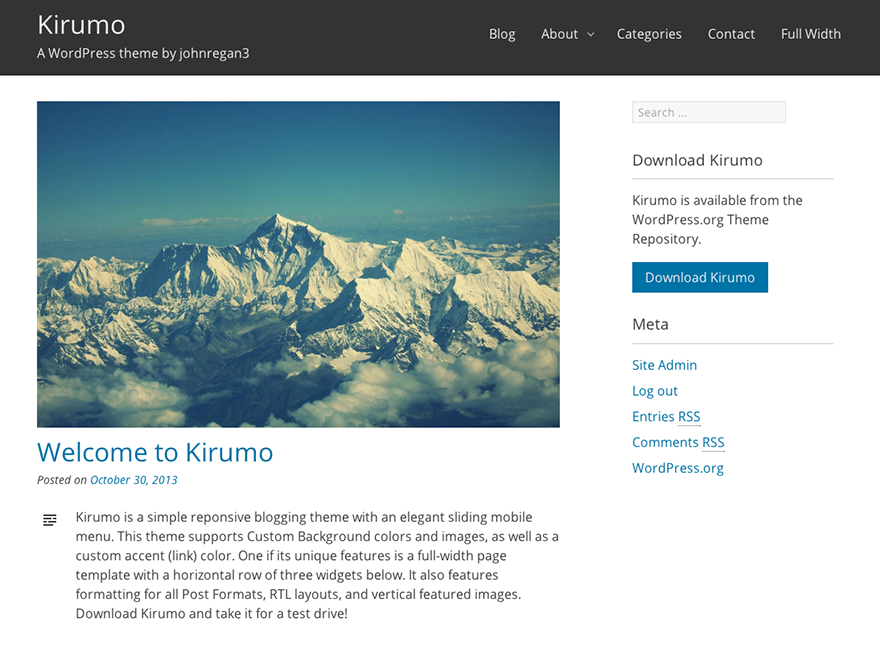 Kirumo
A WordPress theme by johnregan3
Blog About Categories Contact Full Width
Welcome to Kirumo
Posted on October 30, 2013
Kirumo is a simple reponsive blogging theme with an elegant sliding mobile
menu. This theme supports Custom Background colors and images, as well as a
custom accent (link) color. One if its unique features is a full-width page
template with a horizontal row of three widgets below. It also features
formatting for all Post Formats, RTL layouts, and vertical featured images.
Download Kirumo and take it for a test drive!
Search ...
Download Kirumo
Kirumo is available from the
WordPress.org Theme
Repository.
Download Kirumo
Meta
Site Admin
Log out
Entries RSS
Comments RSS
WordPress.org